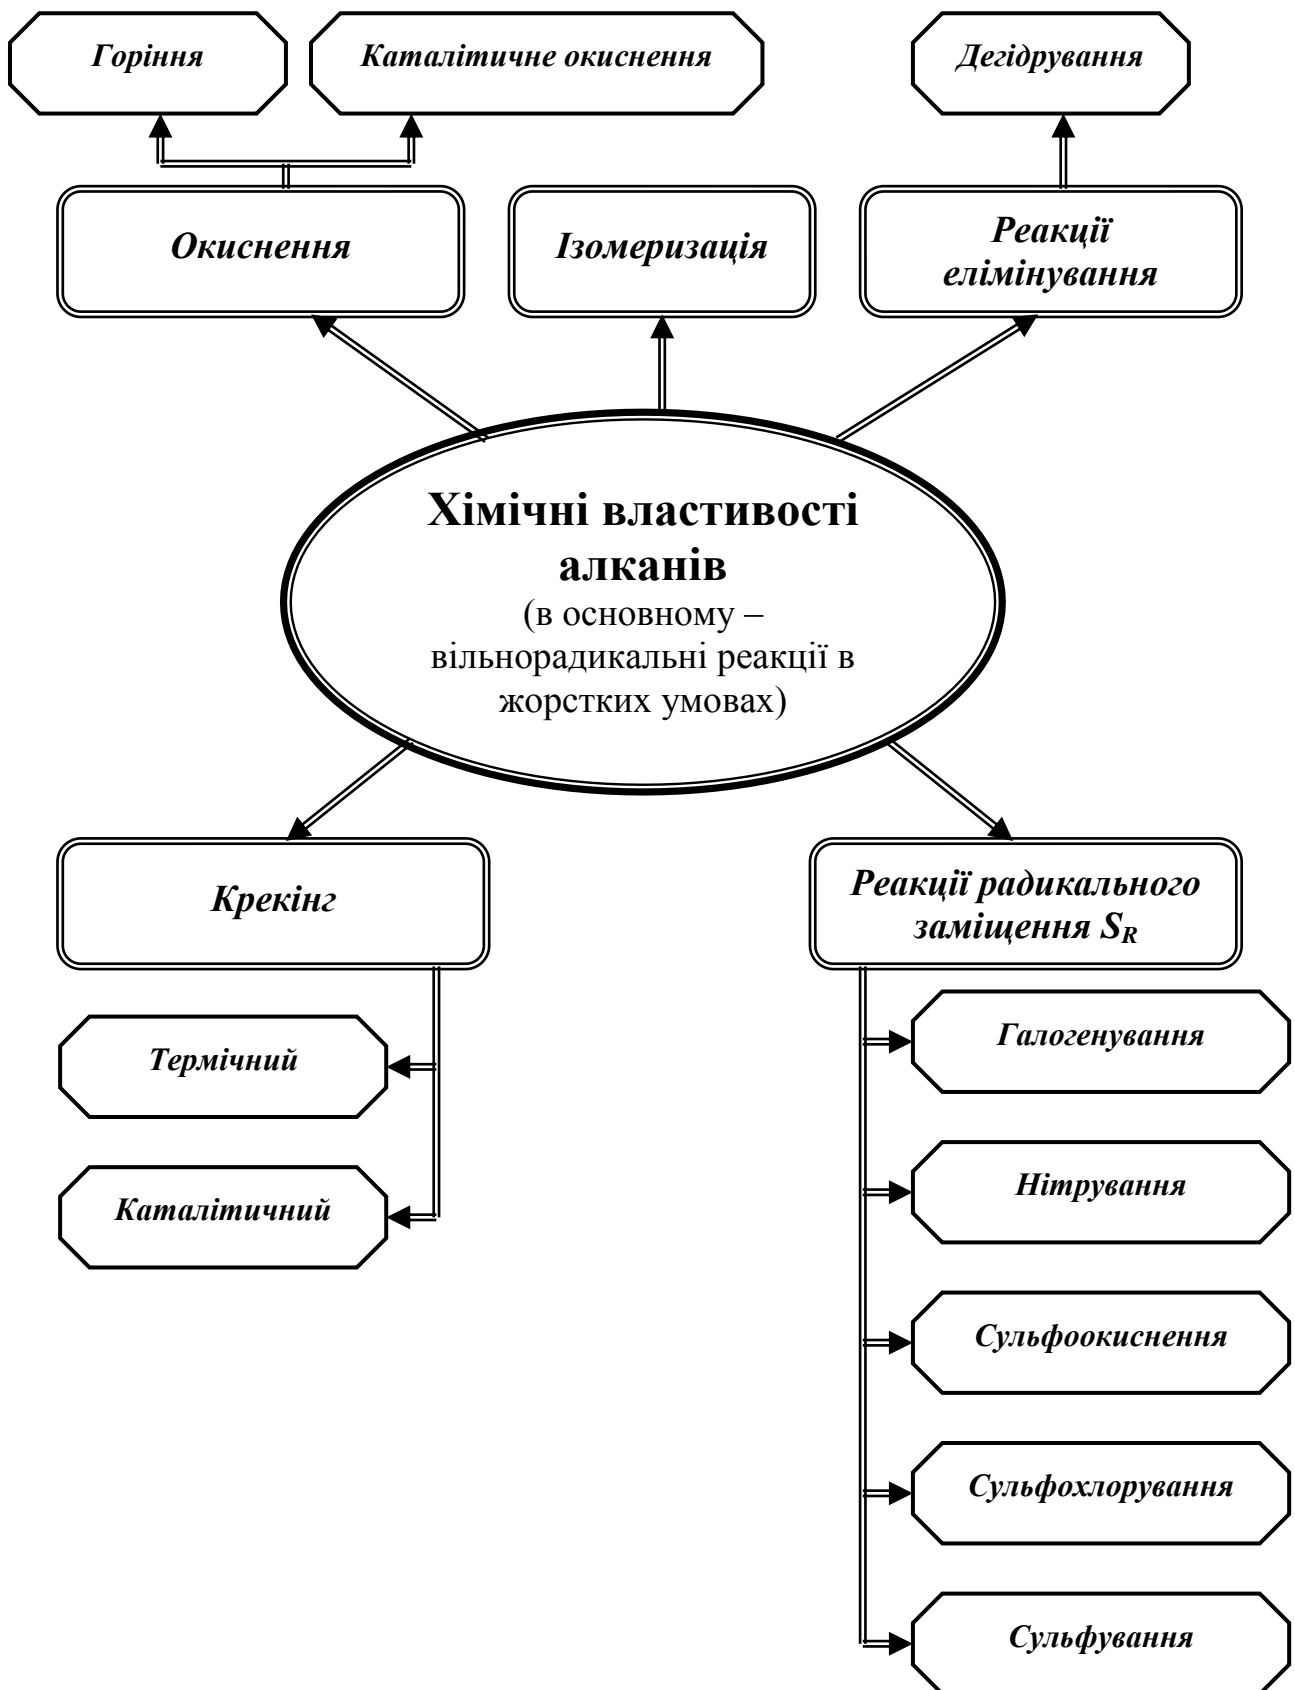 Горіння
Каталітичне окиснення
Дегідрування
Окиснення
Ізомеризація
Реакції
елімінування
Хімічні властивості
алканів
(в основному –
вільнорадикальні реакції в
жорстких умовах)
Крекінг
Реакції радикального
заміщення S_R
Термічний
Каталітичний
Галогенування
Нітрування
Сульфоокиснення
Сульфохлорування
Сульфування